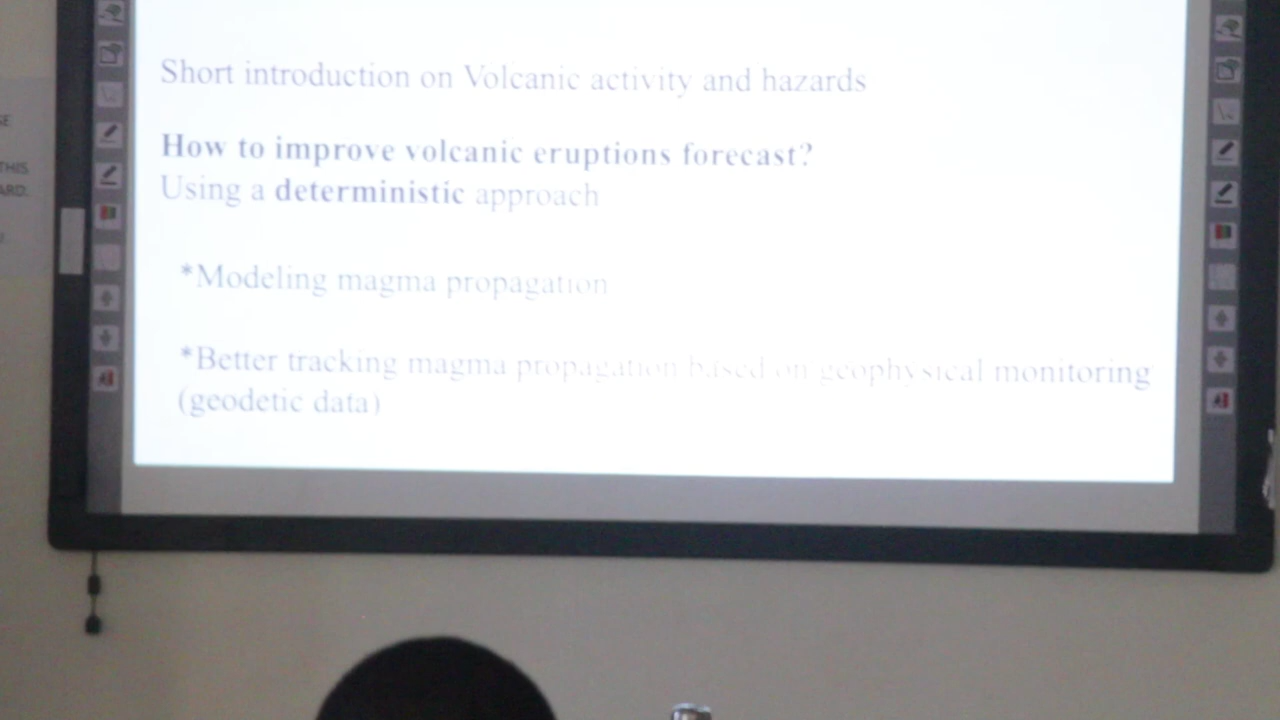 Short introduction on Volcanic activity and hazards
How to improve volcanic eruptions forecast?
Using a deterministic approach
*Modeling magma propagation
*Better tracking magma propagation based on geophysical monitoring
(geodetic data)
THIS